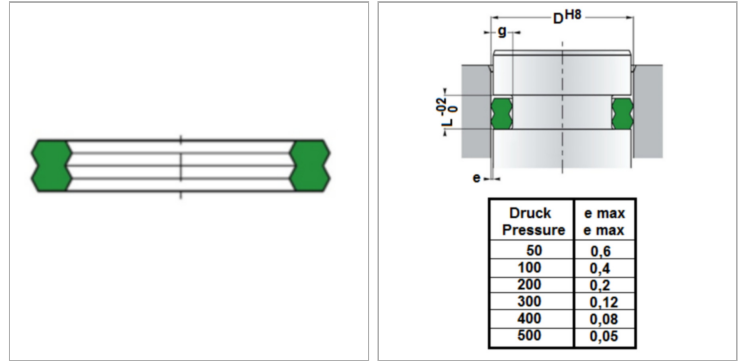 D H8
g
L -02
0
e
Druck e max
Pressure e max
50 0,6
100 0,4
200 0,2
300 0,12
400 0,08
500 0,05